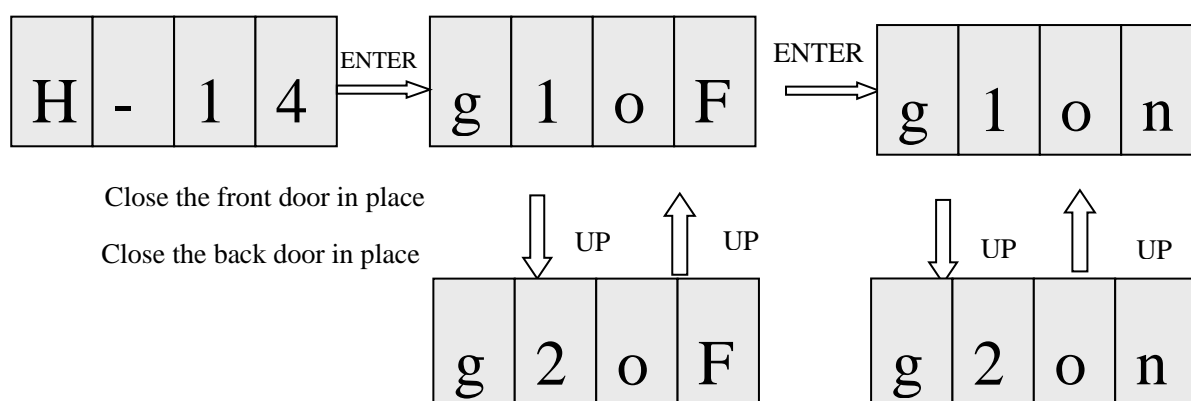 H - 1 4 ENTER g 1 o F ENTER g 1 o n
Close the front door in place
Close the back door in place
UP UP UP UP
g 2 o F g 2 o n